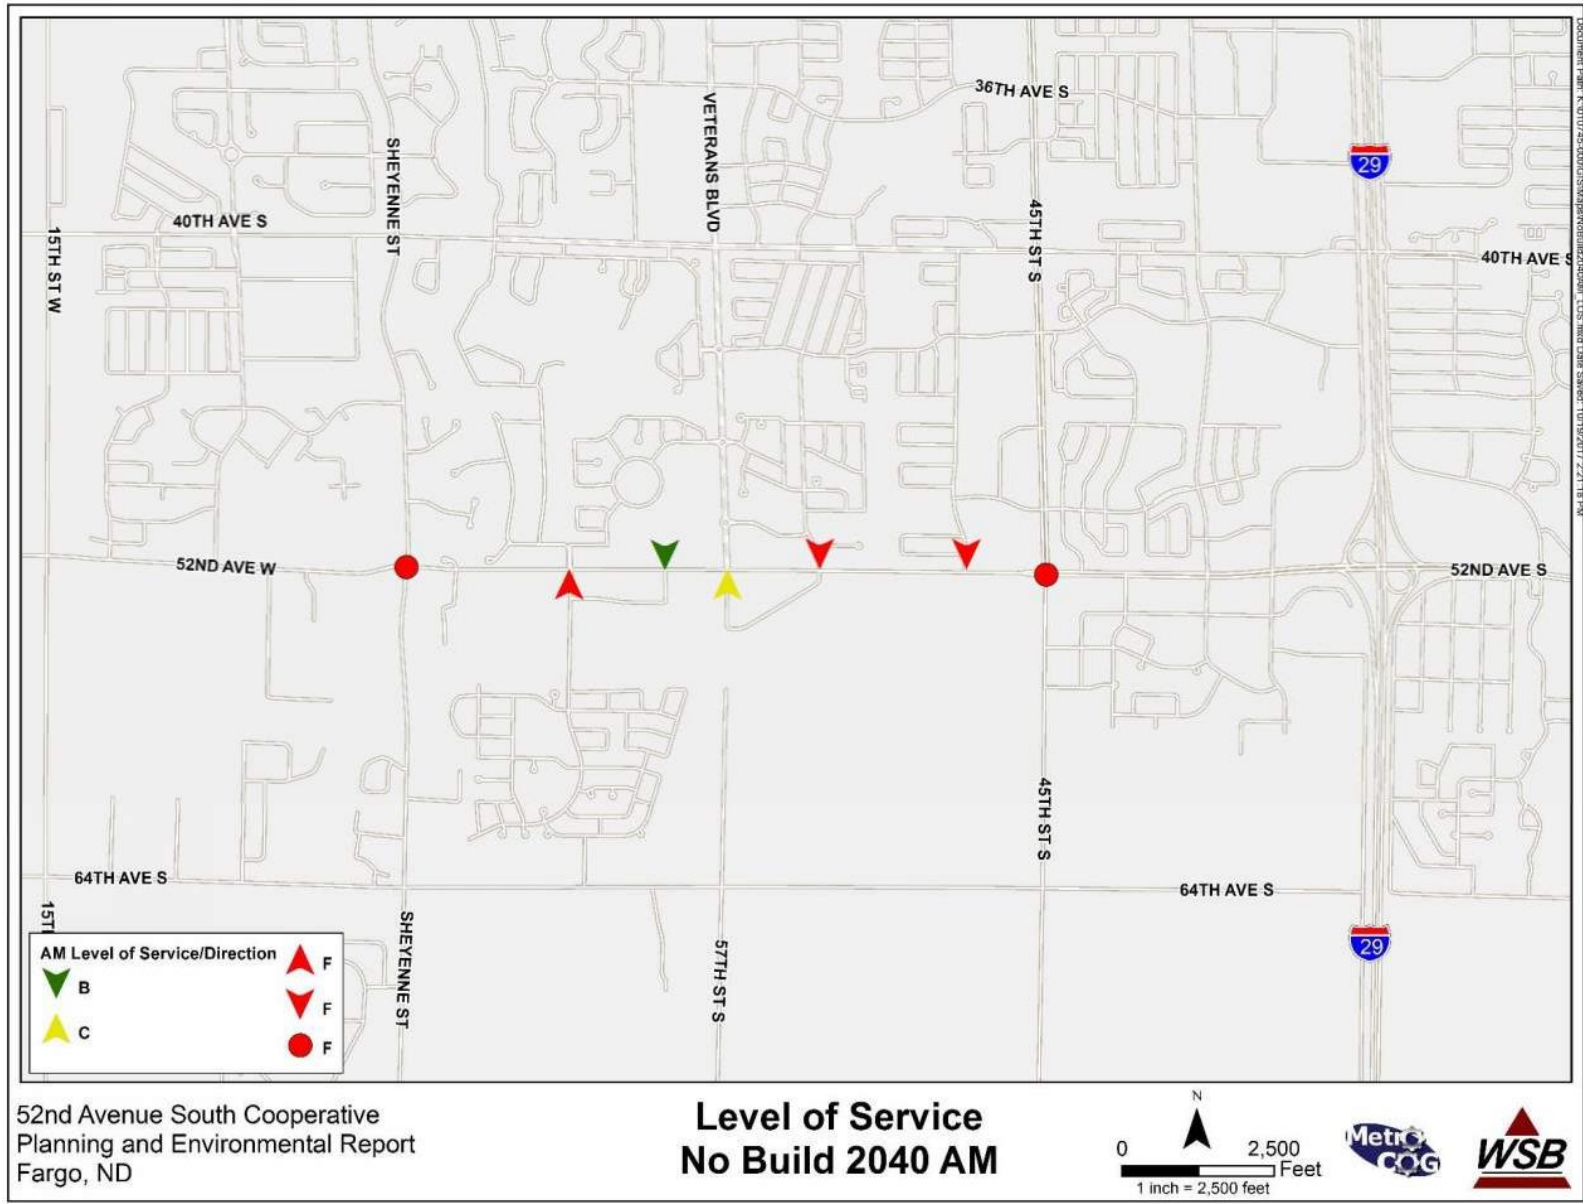 36TH AVE S
VETERANS BLVD
SHEYENNE ST
29
40TH AVE S
45TH ST S
15TH ST W
40TH AVE S
52ND AVE W
52ND AVE S
45TH ST S
64TH AVE S
64TH AVE S
SHEYENNE ST
57TH ST S
29
AM Level of Service/Direction
B
C
F
F
F
52nd Avenue South Cooperative
Planning and Environmental Report
Fargo, ND
Level of Service
No Build 2040 AM
N
0 2,500
Feet
1 inch = 2,500 feet
Metro
COG
WSB